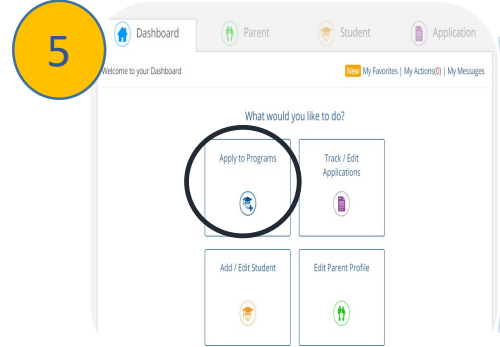 5
Dashboard Parent Student Application
Welcome to your Dashboard New My Favorites | My Actions(0) | My Messages
What would you like to do?
Apply to Programs Track / Edit
Applications
Add / Edit Student Edit Parent Profile